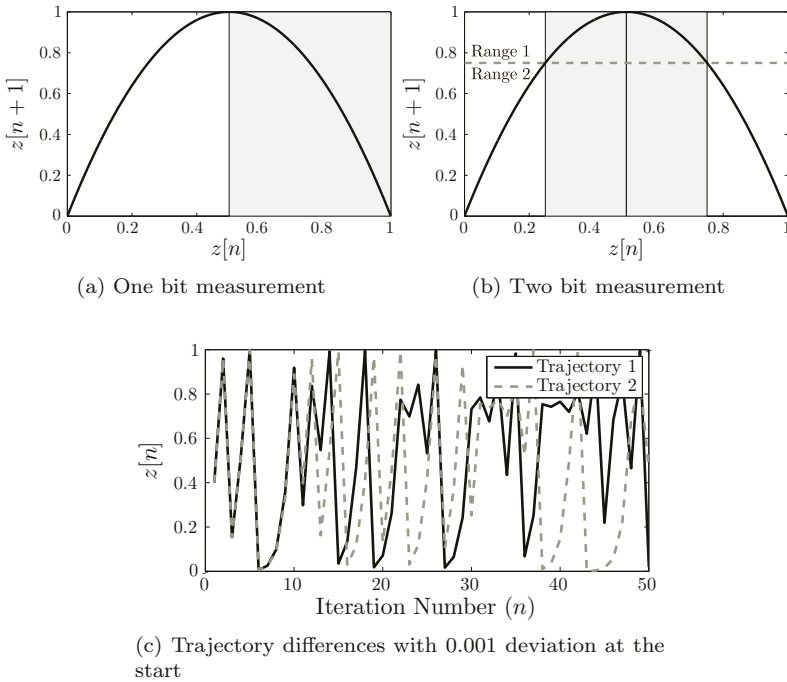 1
0.8
0.6
0.4
0.2
0
z[n + 1]
0
0.2
0.4
0.6
0.8
1
z[n]
(a) One bit measurement
1
0.8
0.6
0.4
0.2
0
z[n + 1]
Range 1
Range 2
0
0.2
0.4
0.6
0.8
1
z[n]
(b) Two bit measurement
1
0.8
0.6
0.4
0.2
0
z[n]
Trajectory 1
Trajectory 2
0
10
20
30
40
50
Iteration Number (n)
(c) Trajectory differences with 0.001 deviation at the
start